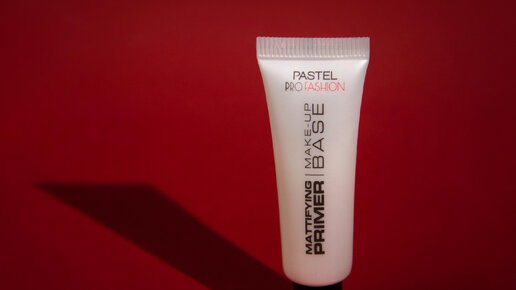 PASTEL
PROFASHION
MATTIFYING
PRIMER
MAKE-UP
BASE